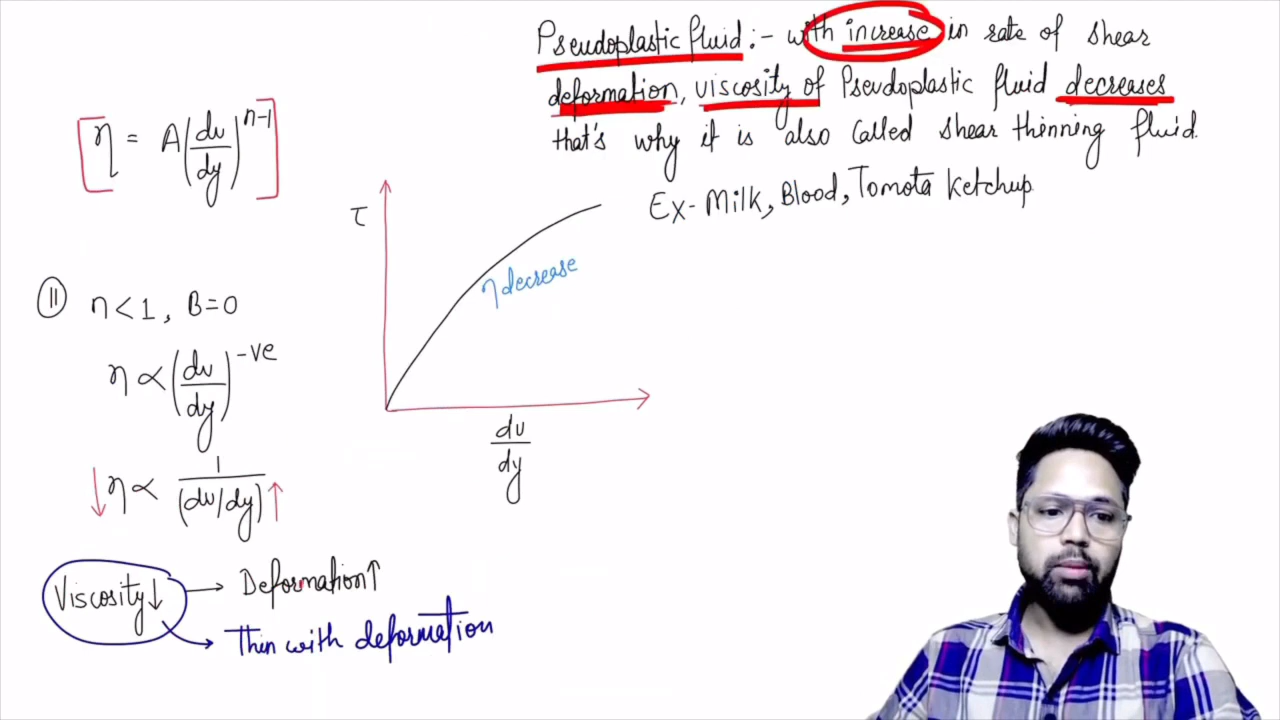 Pseudoplastic fluid :- with increase in rate of shear
deformation, viscosity of Pseudoplastic fluid decreases
that's why it is also called shear thinning fluid.
Ex- Milk, Blood, Tomota Ketchup
[η = A(du/dy)^(n-1)]
τ
η decrease
du/dy
II n < 1, B = 0
η ∝ (du/dy)^-ve
↓ η ∝ 1/(du/dy) ↑
Viscosity↓ → Deformation↑
→ Thin with deformation